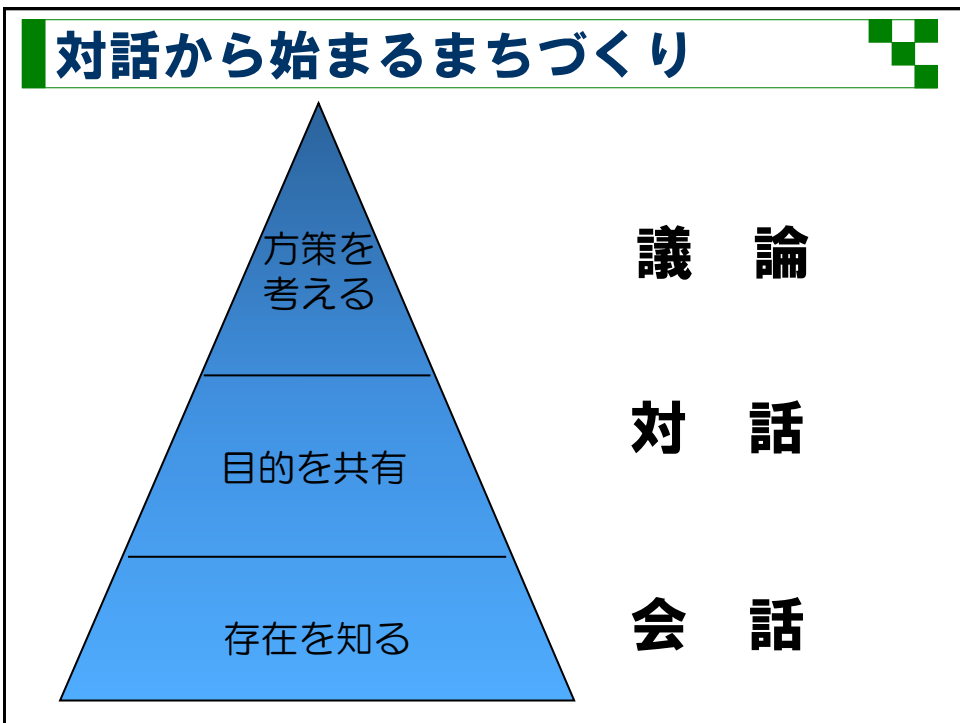 対話から始まるまちづくり
方策を
考える
議　論
目的を共有
対　話
存在を知る
会　話